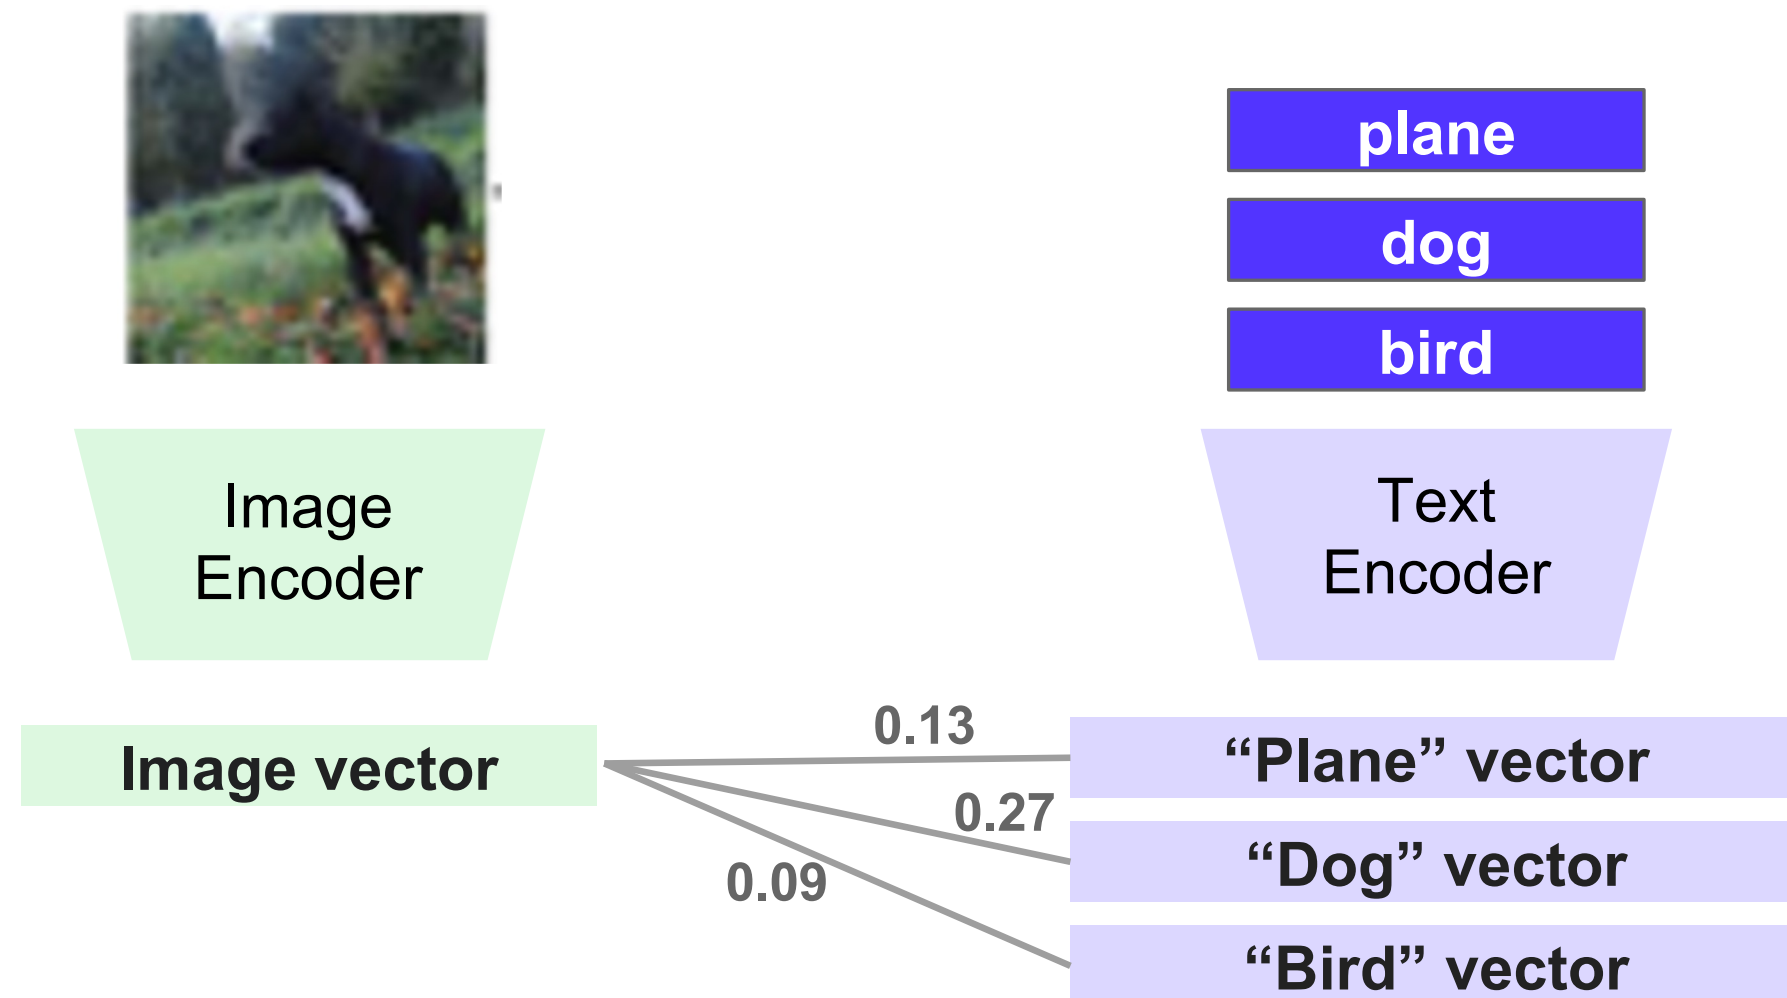 plane
dog
bird
Image
Encoder
Text
Encoder
Image vector
0.13
0.27
0.09
“Plane” vector
“Dog” vector
“Bird” vector